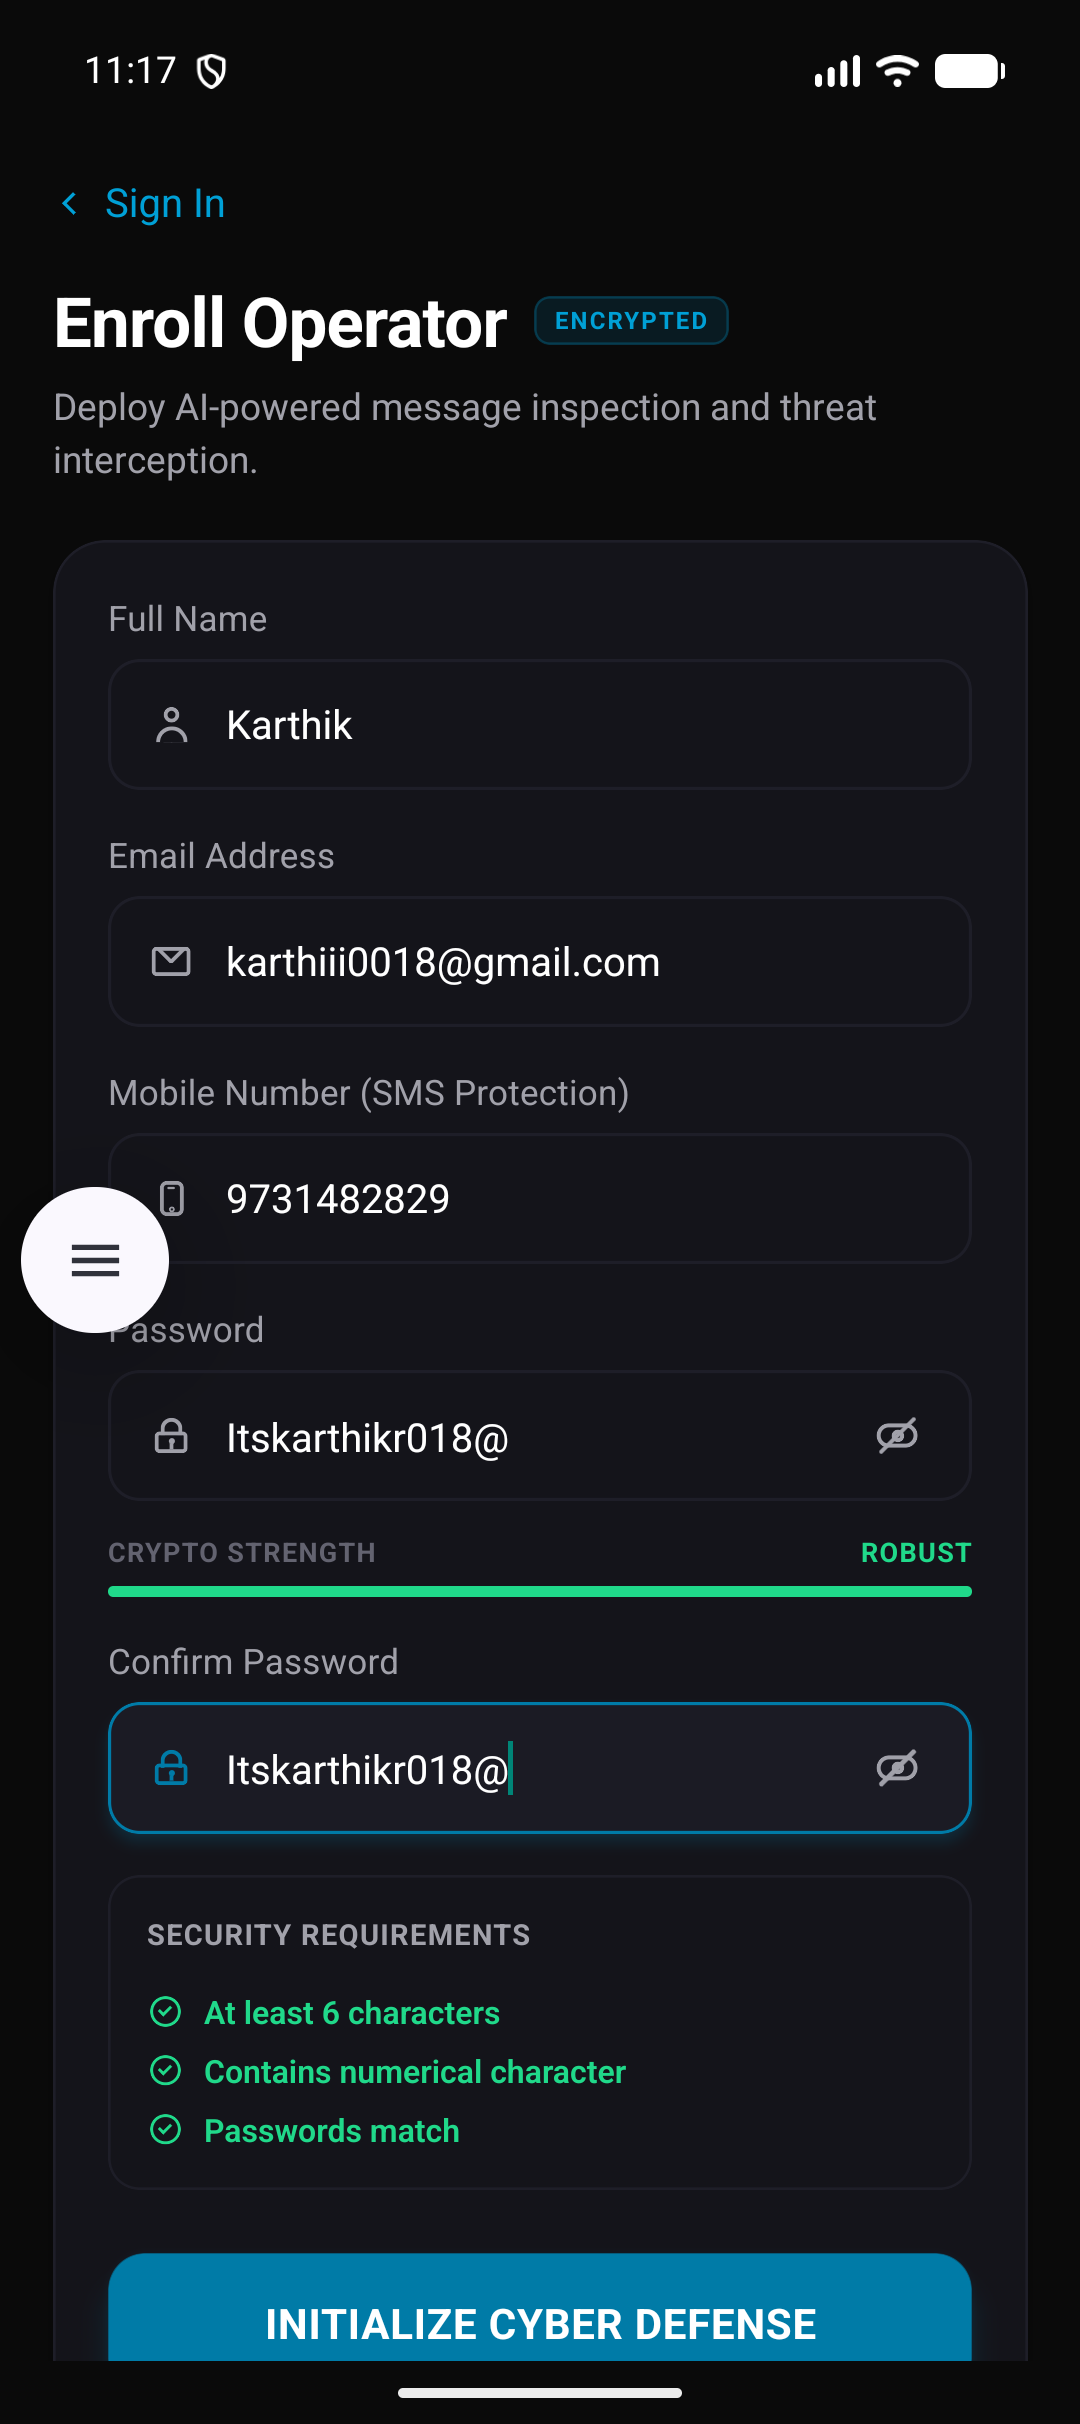 11:17
Sign In
Enroll Operator ENCRYPTED
Deploy AI-powered message inspection and threat
interception.
Full Name
Karthik
Email Address
karthiii0018@gmail.com
Mobile Number (SMS Protection)
9731482829
Password
Itskarthikr018@
CRYPTO STRENGTH ROBUST
Confirm Password
Itskarthikr018@
SECURITY REQUIREMENTS
At least 6 characters
Contains numerical character
Passwords match
INITIALIZE CYBER DEFENSE